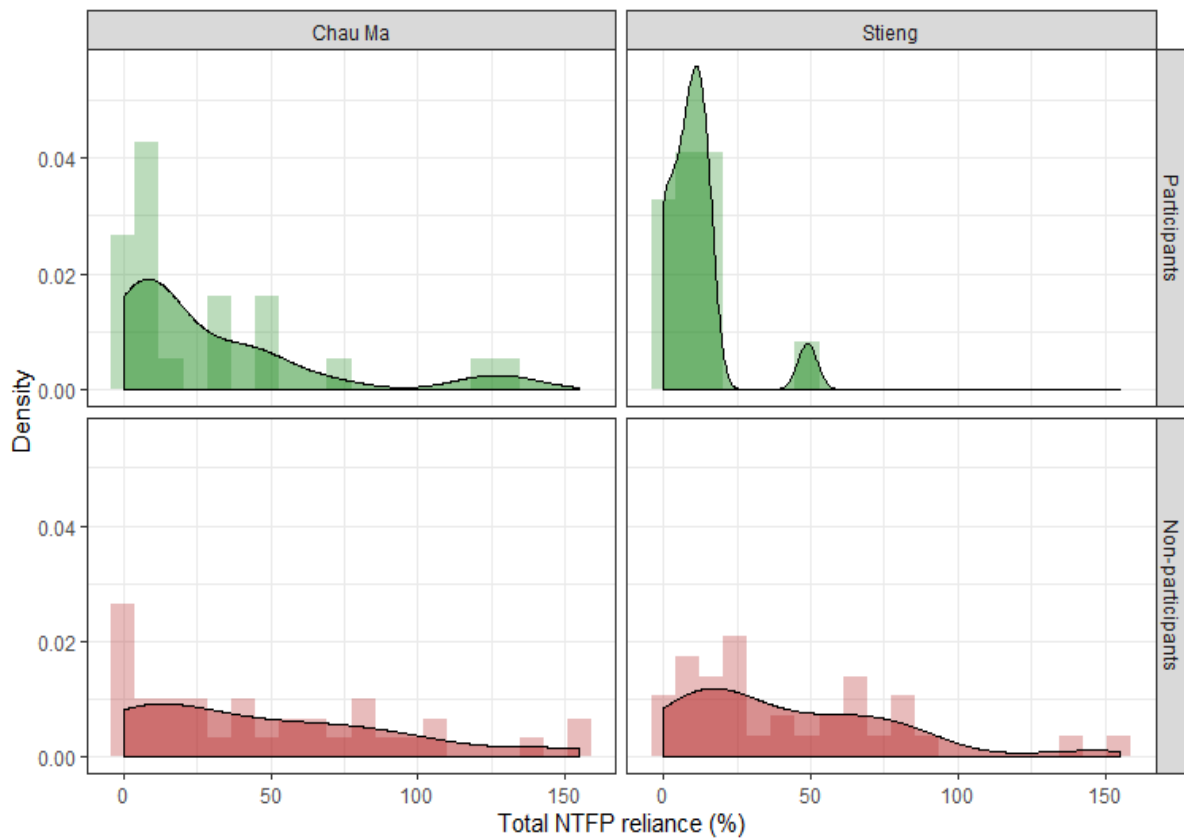 Chau Ma
Stieng
Density
0.04
0.02
0.00
Participants
0.04
0.02
0.00
Non-participants
0 50 100 150
0 50 100 150
Total NTFP reliance (%)